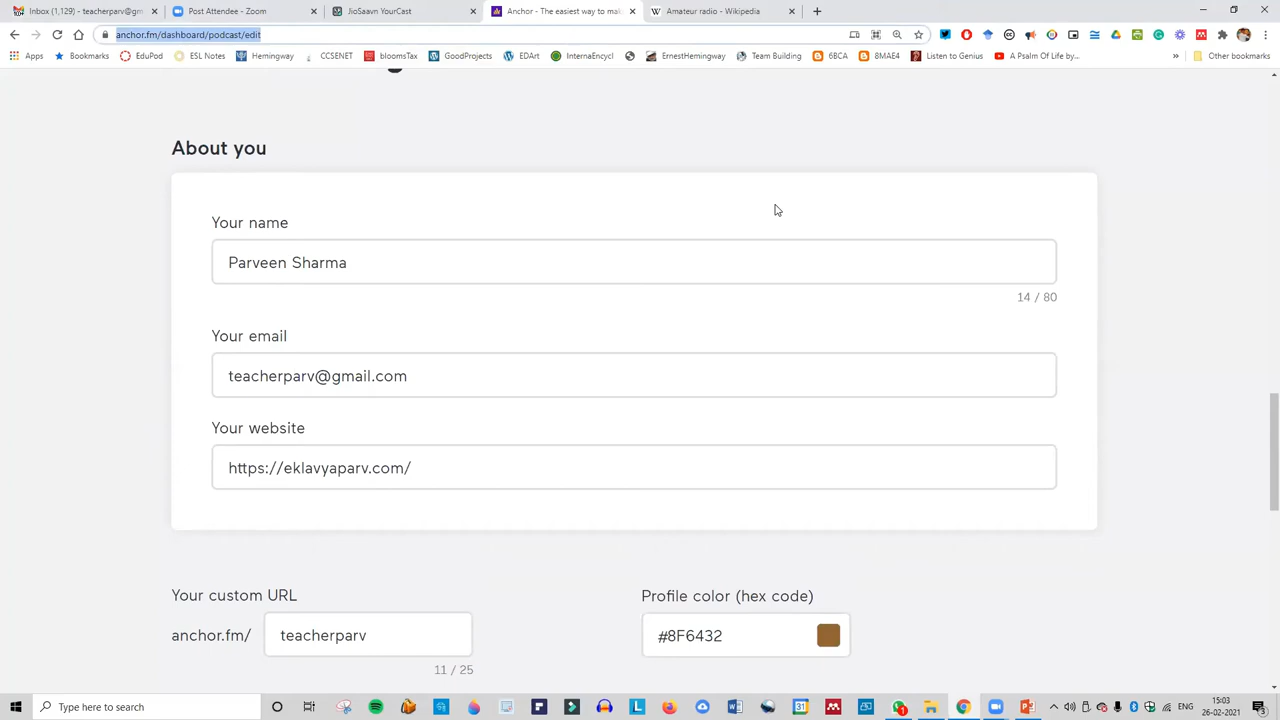 Inbox (1,129) - teacherparv@gm
Post Attendee - Zoom
JioSaavn YourCast
Anchor - The easiest way to mai
Amateur radio - Wikipedia
anchor.fm/dashboard/podcast/edit
Apps
Bookmarks
EduPod
ESL Notes
Hemingway
CCSENET
bloomsTax
GoodProjects
EDArt
InternaEncycl
ErnestHemingway
Team Building
6BCA
8MAE4
Listen to Genius
A Psalm Of Life by...
»
Other bookmarks
About you
Your name
Parveen Sharma
14 / 80
Your email
teacherparv@gmail.com
Your website
https://eklavyaparv.com/
Your custom URL
Profile color (hex code)
anchor.fm/
teacherparv
#8F6432
11 / 25
Type here to search
ENG
15:03
26-02-2021